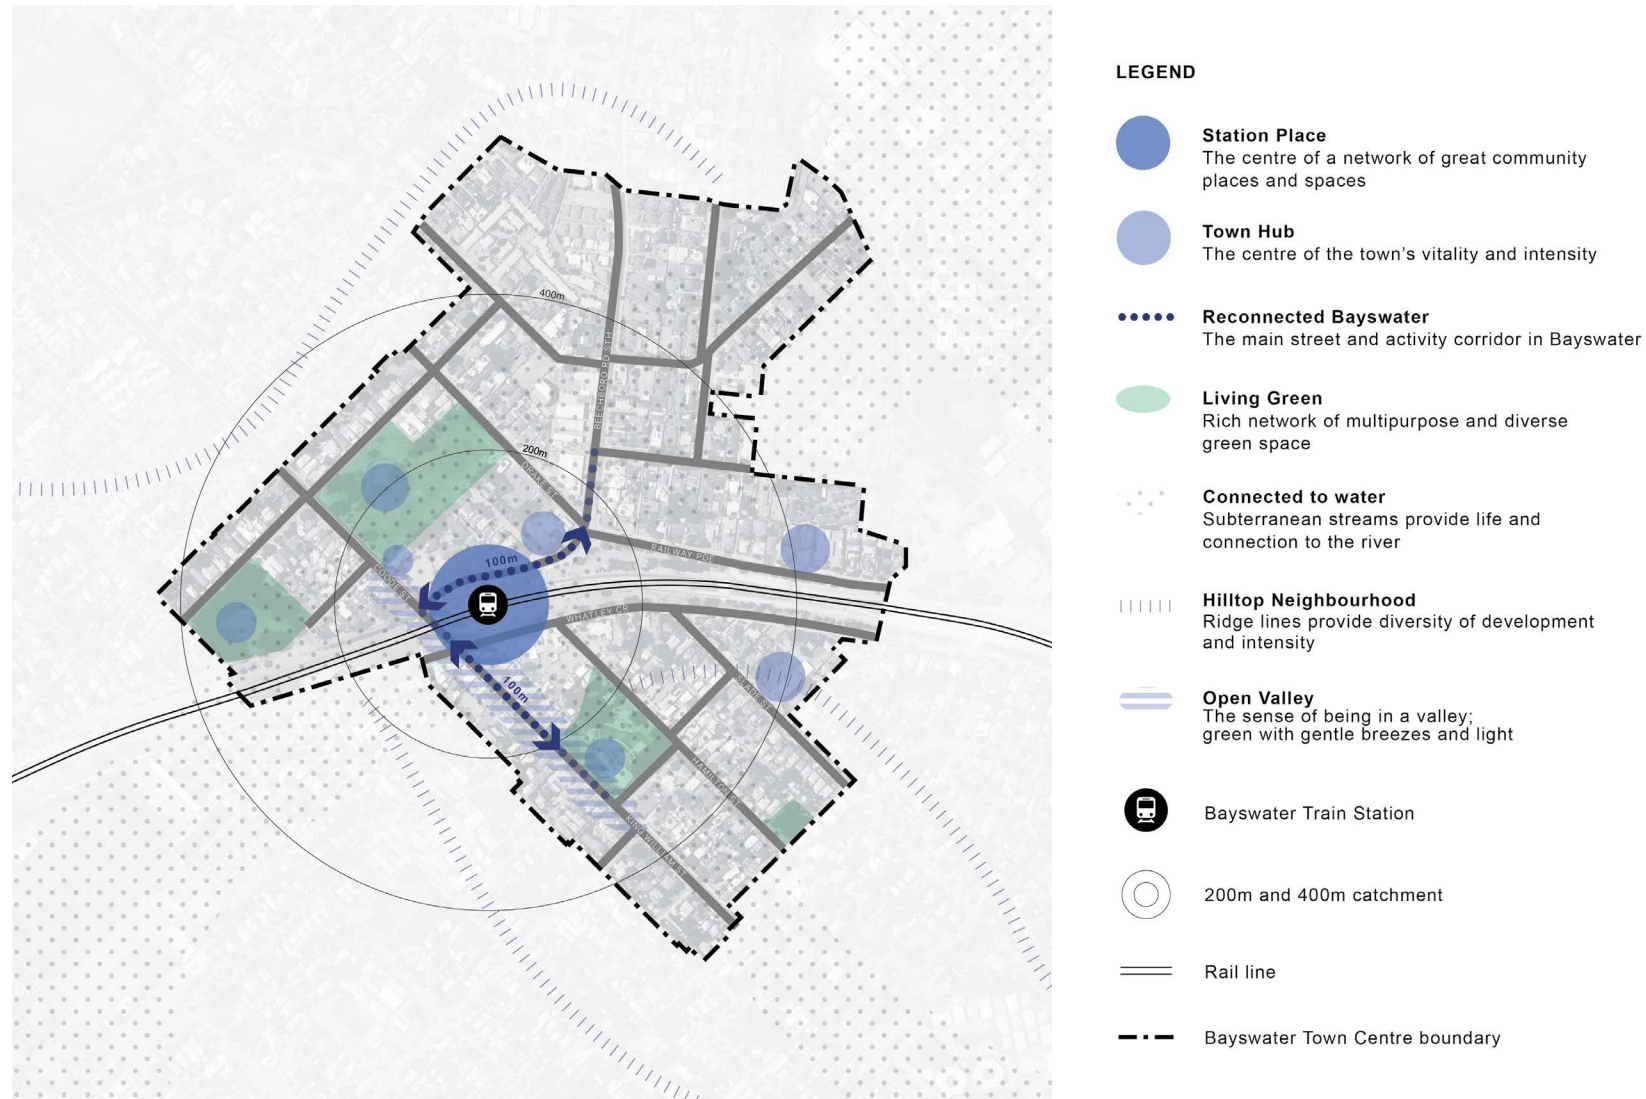 400m
BEECHBORO RD STH
200m
DRAKE ST
100m
RAILWAY PDE
COODE ST
WHATLEY CR
100m
SLADE ST
HAMILTON ST
KING WILLIAM ST
LEGEND
Station Place
The centre of a network of great community
places and spaces
Town Hub
The centre of the town's vitality and intensity
Reconnected Bayswater
The main street and activity corridor in Bayswater
Living Green
Rich network of multipurpose and diverse
green space
Connected to water
Subterranean streams provide life and
connection to the river
Hilltop Neighbourhood
Ridge lines provide diversity of development
and intensity
Open Valley
The sense of being in a valley;
green with gentle breezes and light
Bayswater Train Station
200m and 400m catchment
Rail line
Bayswater Town Centre boundary